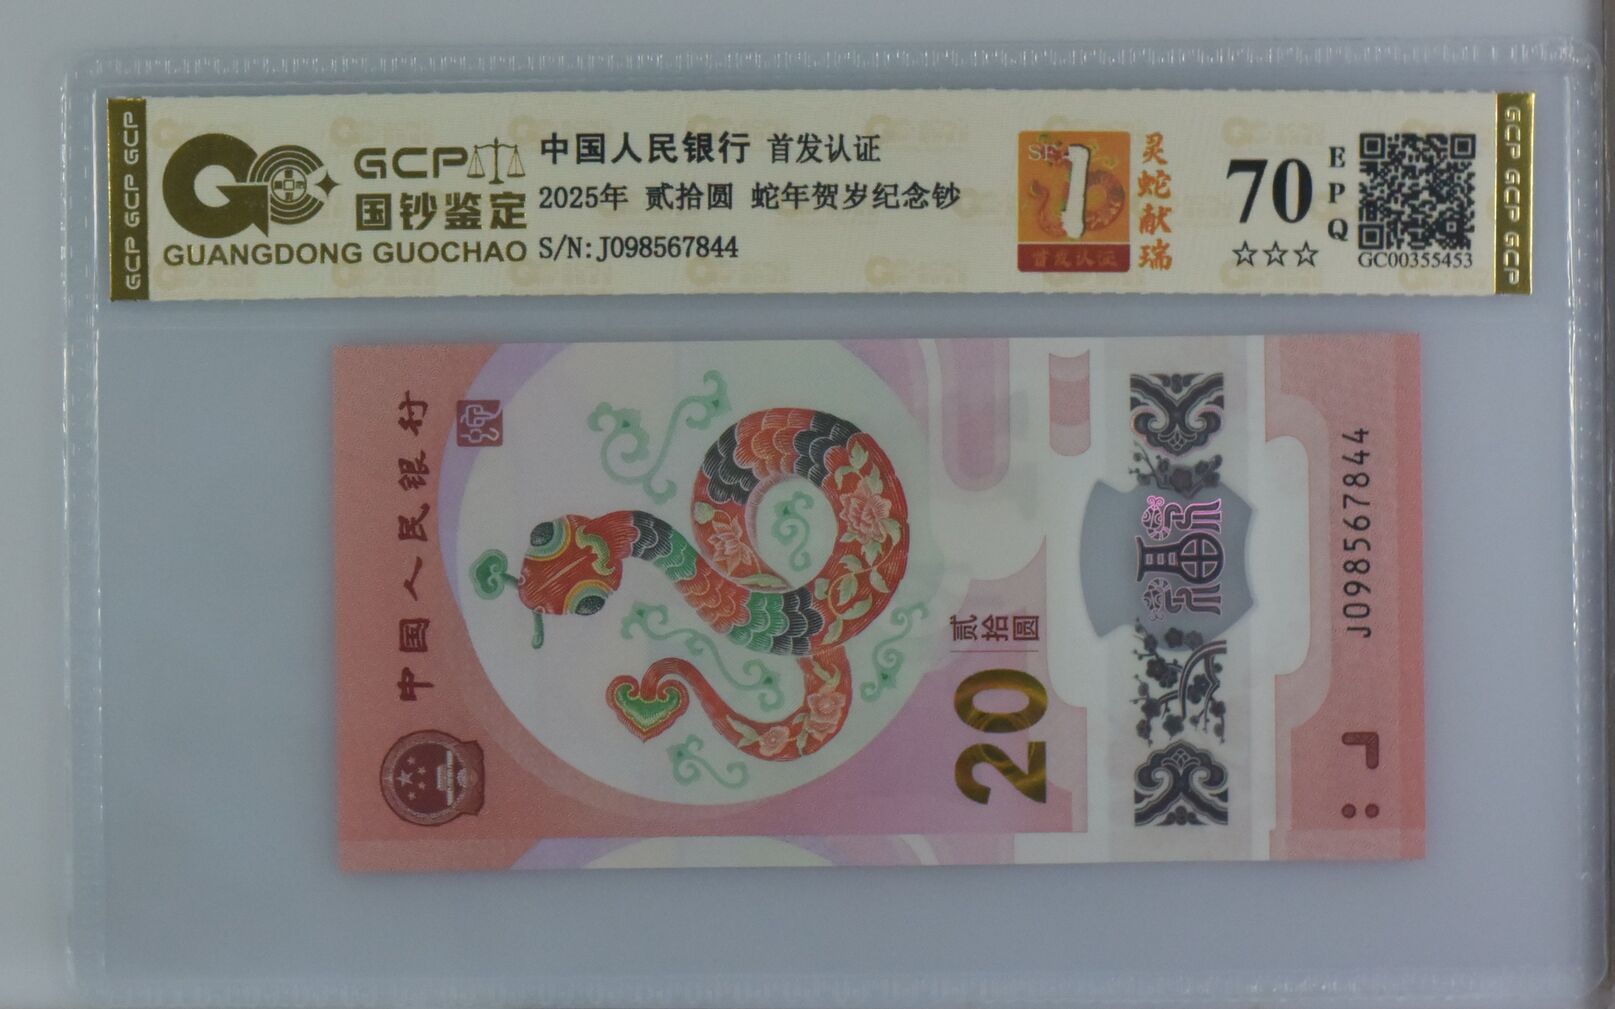 GCP GCP GCP
GCP
国钞鉴定
GUANGDONG GUOCHAO
中国人民银行 首发认证
2025年 贰拾圆 蛇年贺岁纪念钞
S/N:J098567844
1
首发认证
灵蛇献瑞
70
EPQ
☆☆☆
GC00355453
GCP GCP GCP
中国人民银行
贰拾圆
20
福
J098567844